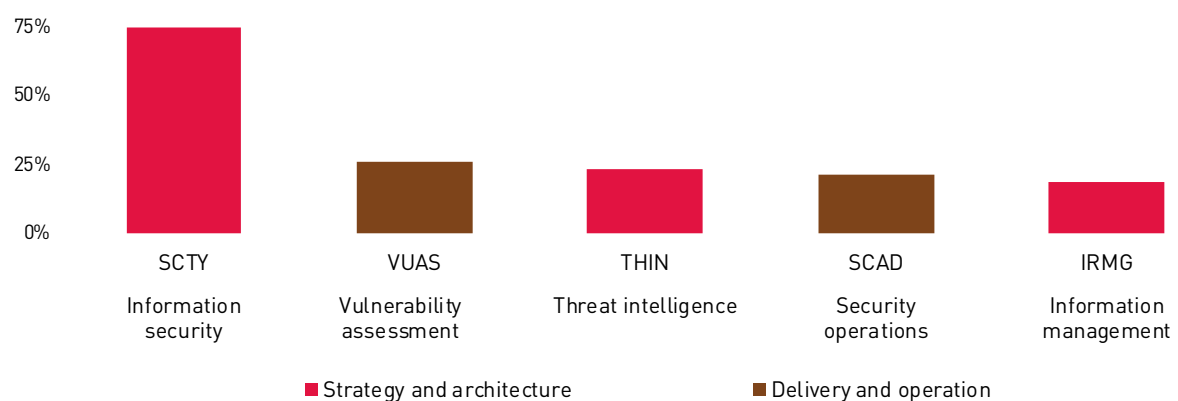 75%
50%
25%
0%
SCTY
VUAS
THIN
SCAD
IRMG
Information
security
Vulnerability
assessment
Threat intelligence
Security
operations
Information
management
Strategy and architecture
Delivery and operation